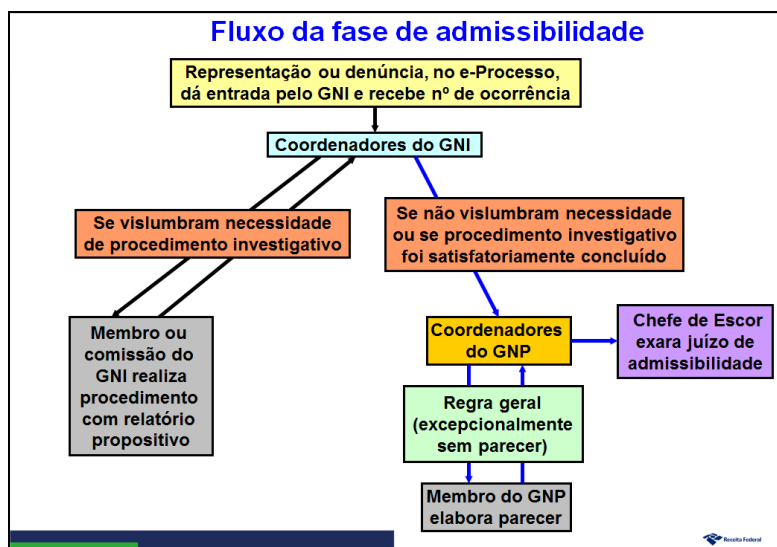 Fluxo da fase de admissibilidade
Representação ou denúncia, no e-Processo,
dá entrada pelo GNI e recebe nº de ocorrência
Coordenadores do GNI
Se vislumbram necessidade
de procedimento investigativo
Se não vislumbram necessidade
ou se procedimento investigativo
foi satisfatoriamente concluído
Membro ou
comissão do
GNI realiza
procedimento
com relatório
propositivo
Coordenadores
do GNP
Chefe de Escor
exara juízo de
admissibilidade
Regra geral
(excepcionalmente
sem parecer)
Membro do GNP
elabora parecer
Receita Federal